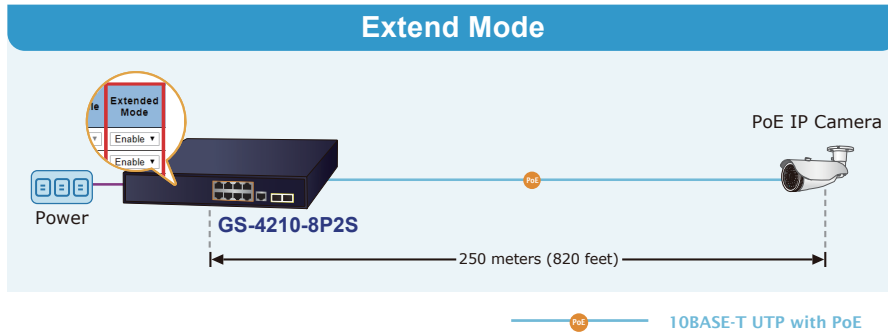 Extend Mode
le
Extended
Mode
Enable
Enable
PoE IP Camera
PoE
Power
GS-4210-8P2S
250 meters (820 feet)
PoE
10BASE-T UTP with PoE